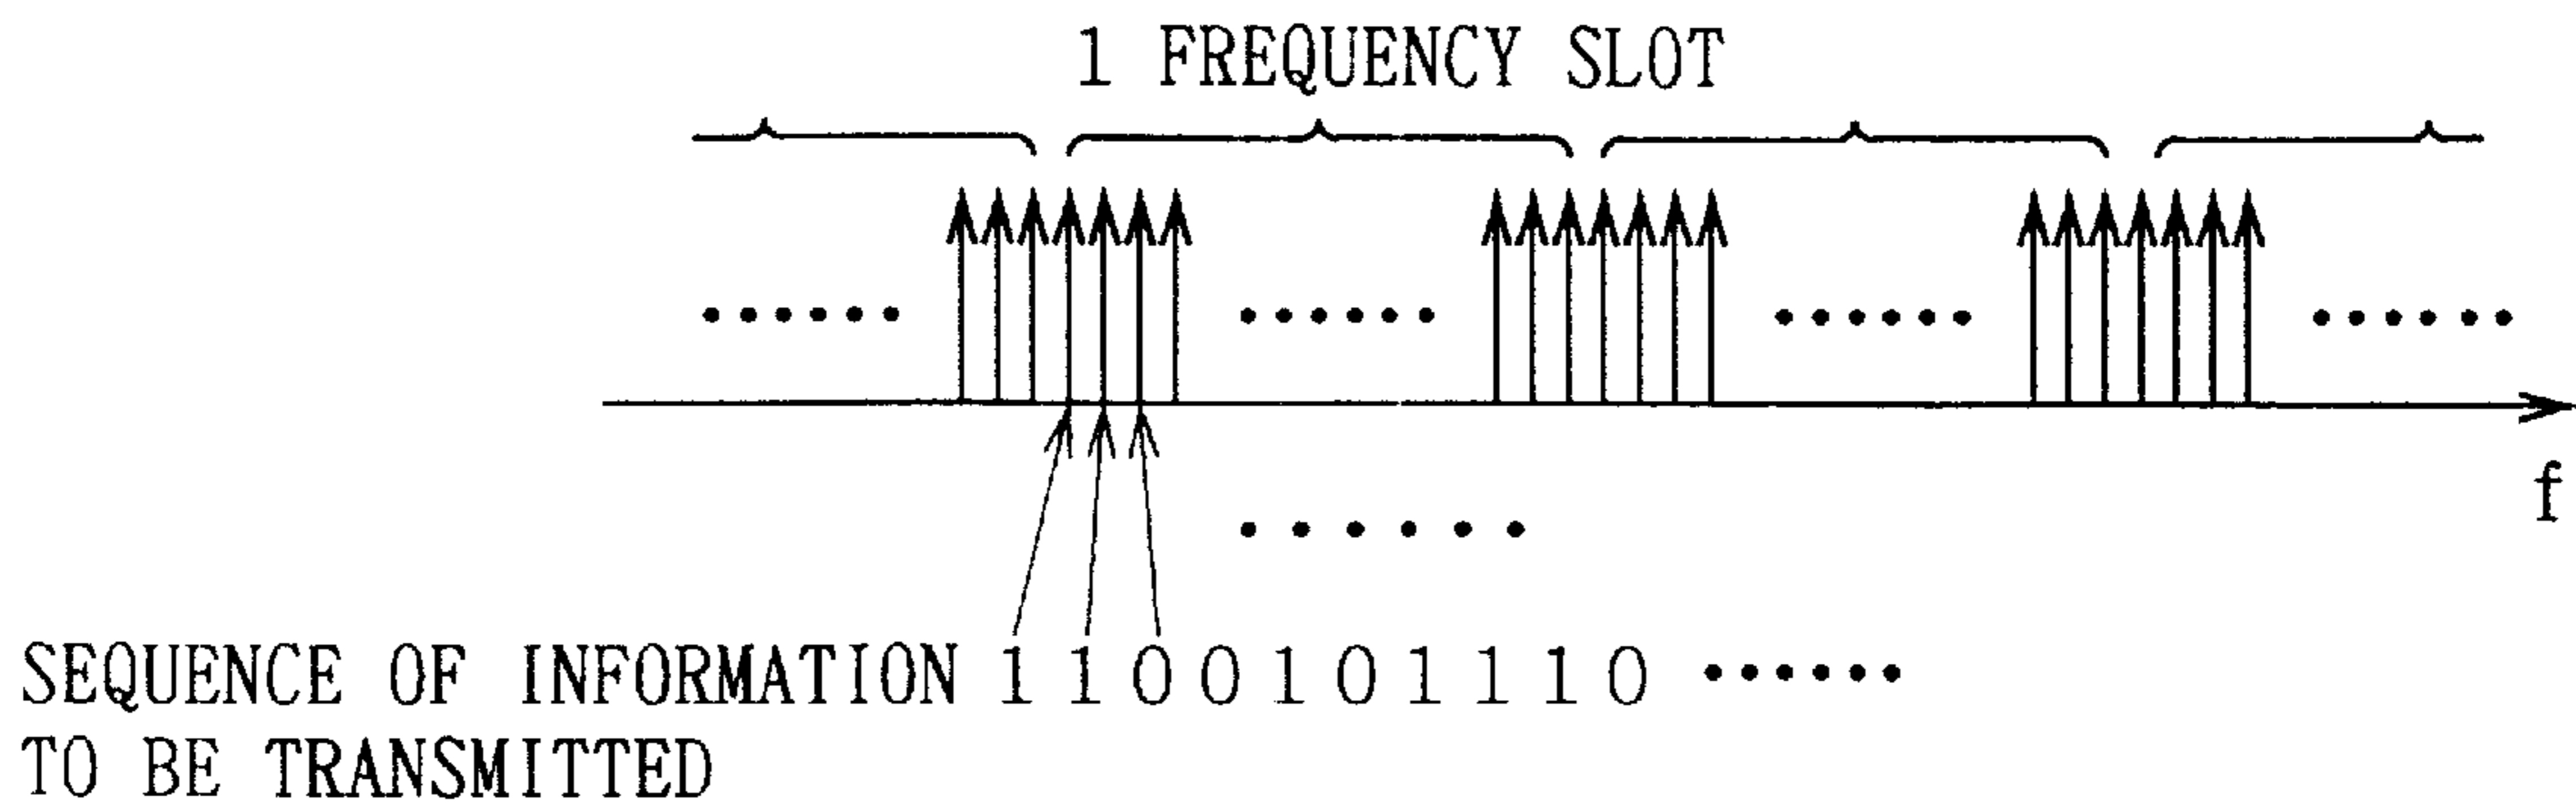 1 FREQUENCY SLOT
f
SEQUENCE OF INFORMATION 1 1 0 0 1 0 1 1 1 0 ······
TO BE TRANSMITTED